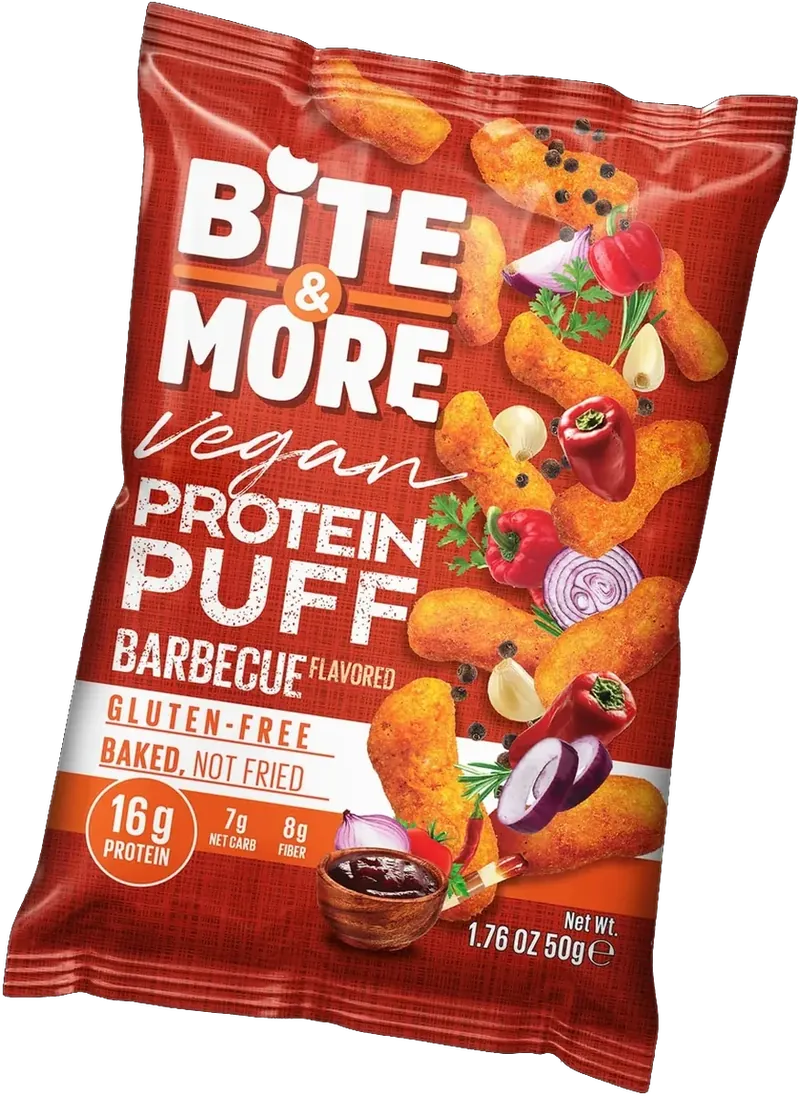 BiTE
&
MORE
Vegan
PROTEIN
PUFF
BARBECUE FLAVORED
GLUTEN-FREE
BAKED, NOT FRIED
16g
PROTEIN
7g
NET CARB
8g
FIBER
Net Wt.
1.76 OZ 50g e